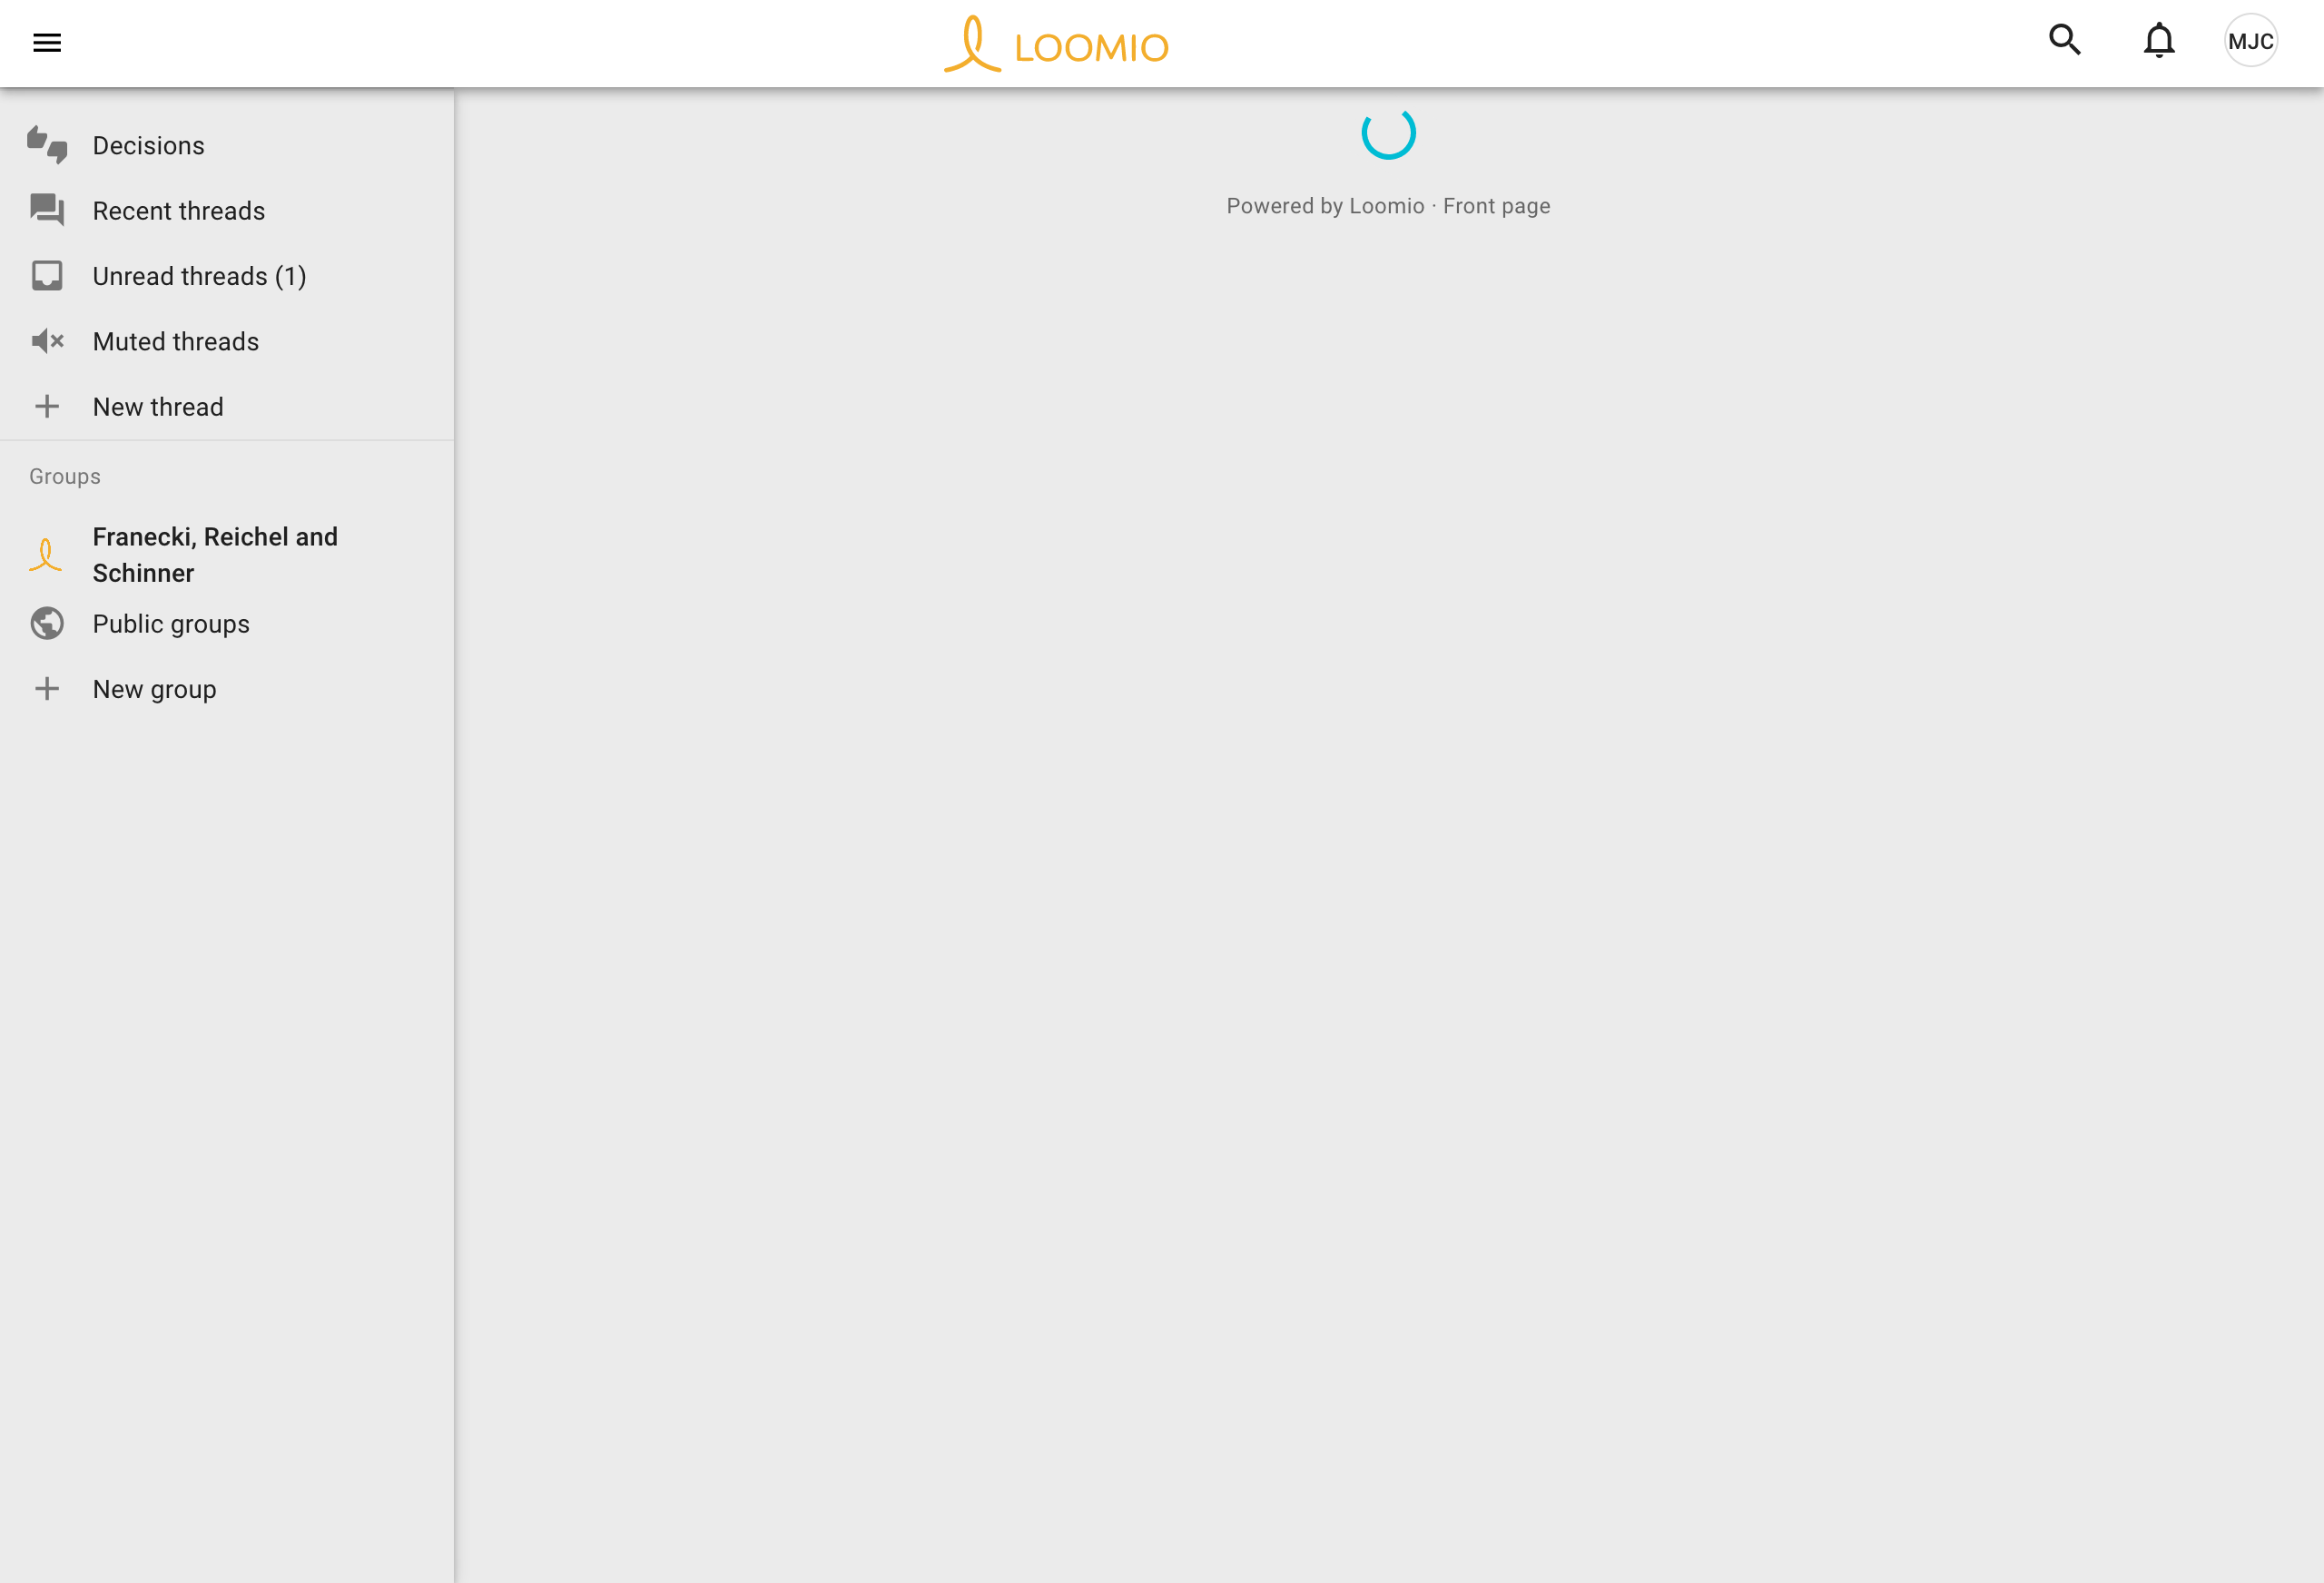 LOOMIO
MJC
Decisions
Recent threads
Unread threads (1)
Muted threads
New thread
Groups
Franecki, Reichel and
Schinner
Public groups
New group
Powered by Loomio · Front page